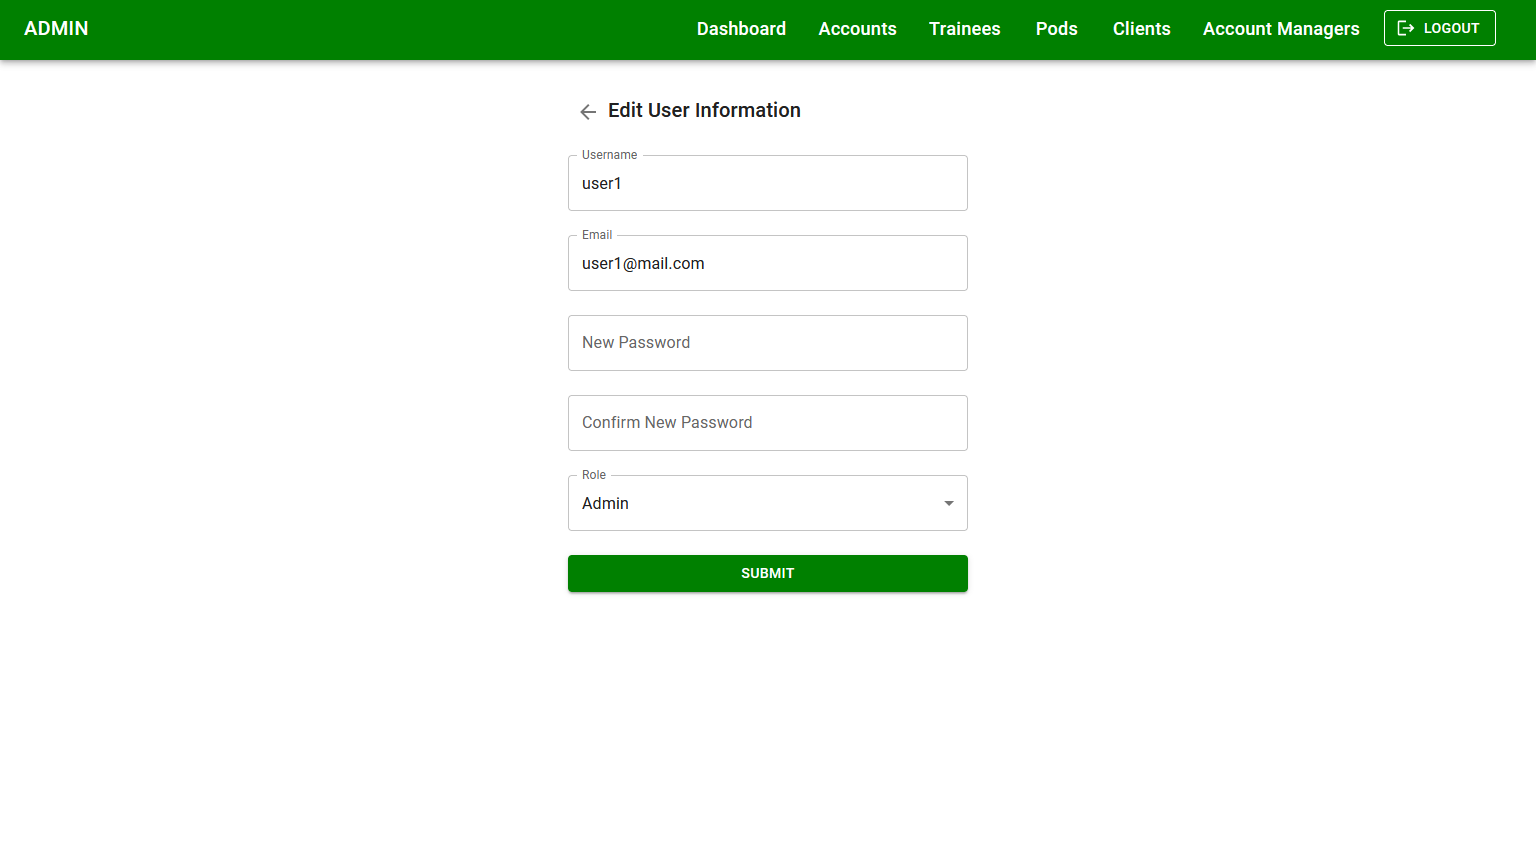 ADMIN
Dashboard Accounts Trainees Pods Clients Account Managers LOGOUT
Edit User Information
Username
user1
Email
user1@mail.com
New Password
Confirm New Password
Role
Admin
SUBMIT